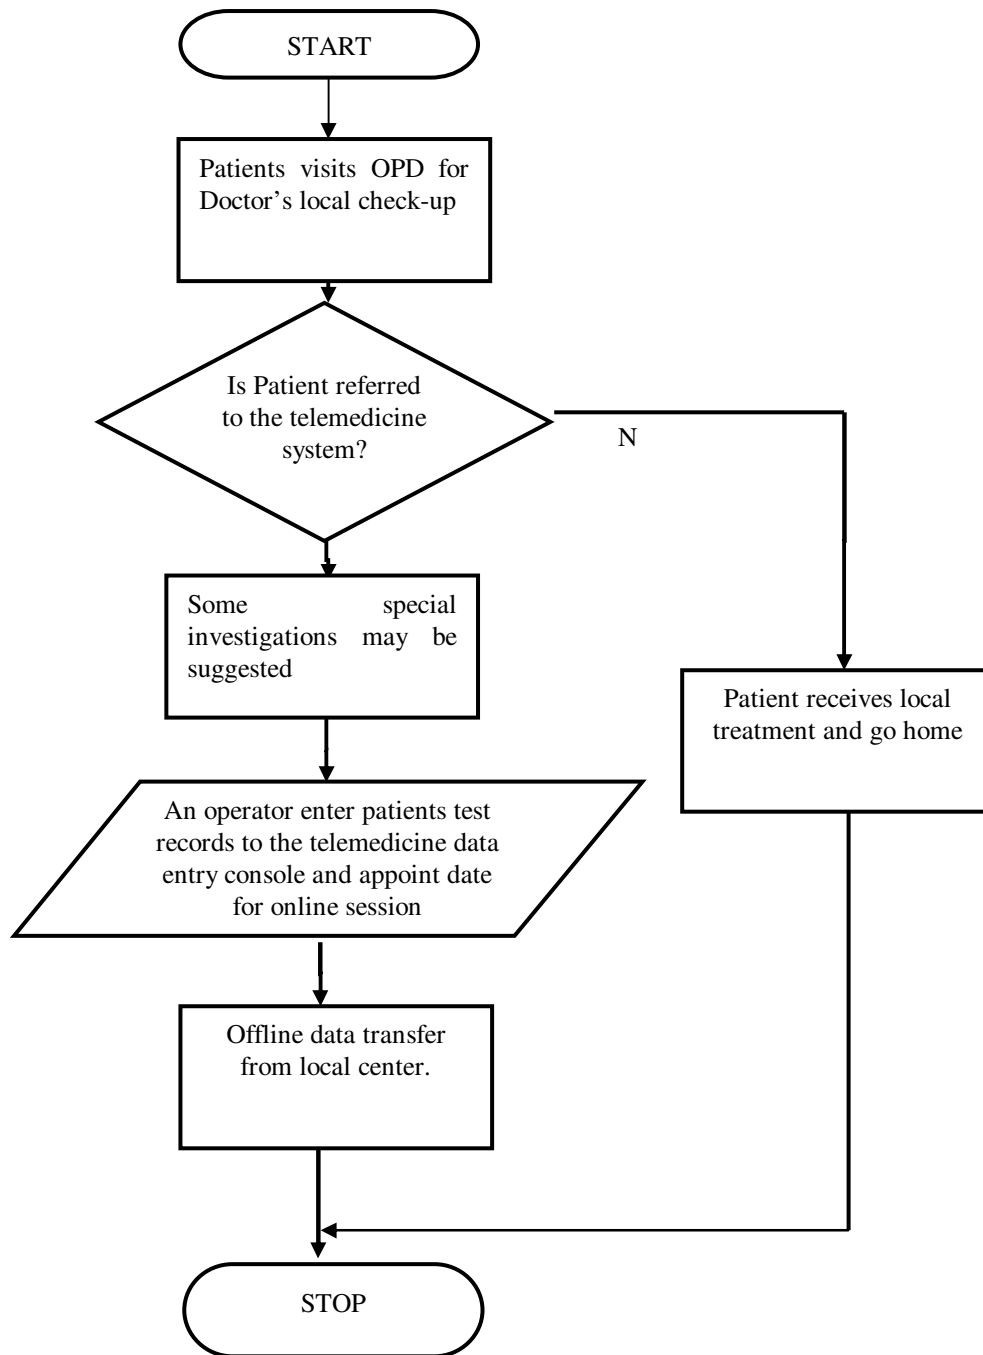 START
Patients visits OPD for
Doctor’s local check-up
Is Patient referred
to the telemedicine
system?
N
Some special
investigations may be
suggested
Patient receives local
treatment and go home
An operator enter patients test
records to the telemedicine data
entry console and appoint date
for online session
Offline data transfer
from local center.
STOP